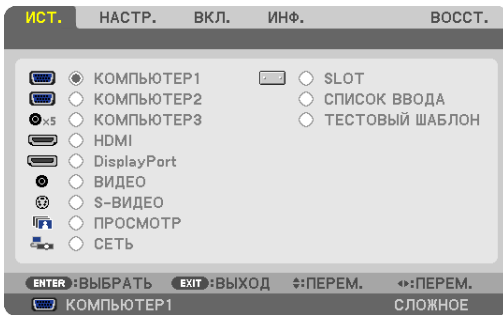 ИСТ. НАСТР. ВКЛ. ИНФ. ВОССТ.
КОМПЬЮТЕР1
КОМПЬЮТЕР2
×5 КОМПЬЮТЕР3
HDMI
DisplayPort
ВИДЕО
S-ВИДЕО
ПРОСМОТР
СЕТЬ
SLOT
СПИСОК ВВОДА
ТЕСТОВЫЙ ШАБЛОН
ENTER:ВЫБРАТЬ EXIT:ВЫХОД :ПЕРЕМ. :ПЕРЕМ.
КОМПЬЮТЕР1 СЛОЖНОЕ